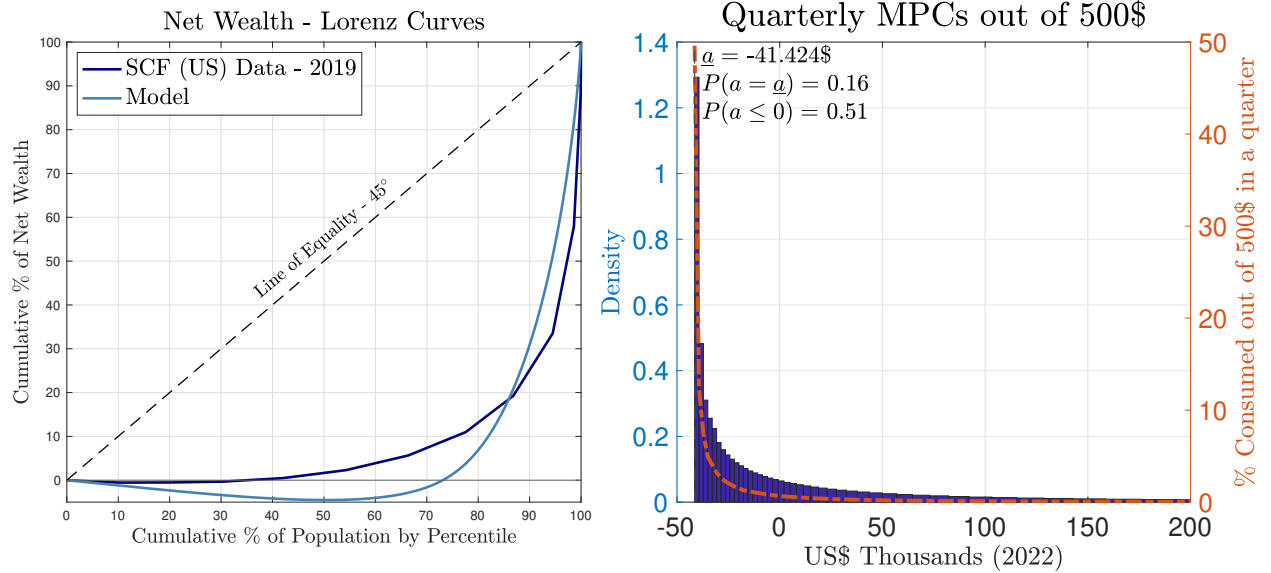 Net Wealth - Lorenz Curves
SCF (US) Data - 2019
Model
Line of Equality - 45°
Cumulative % of Net Wealth
100
90
80
70
60
50
40
30
20
10
0
0 10 20 30 40 50 60 70 80 90 100
Cumulative % of Population by Percentile
Quarterly MPCs out of 500$
a = -41.424$
P(a = a) = 0.16
P(a ≤ 0) = 0.51
Density
1.4
1.2
1
0.8
0.6
0.4
0.2
0
% Consumed out of 500$ in a quarter
50
40
30
20
10
0
-50 0 50 100 150 200
US$ Thousands (2022)